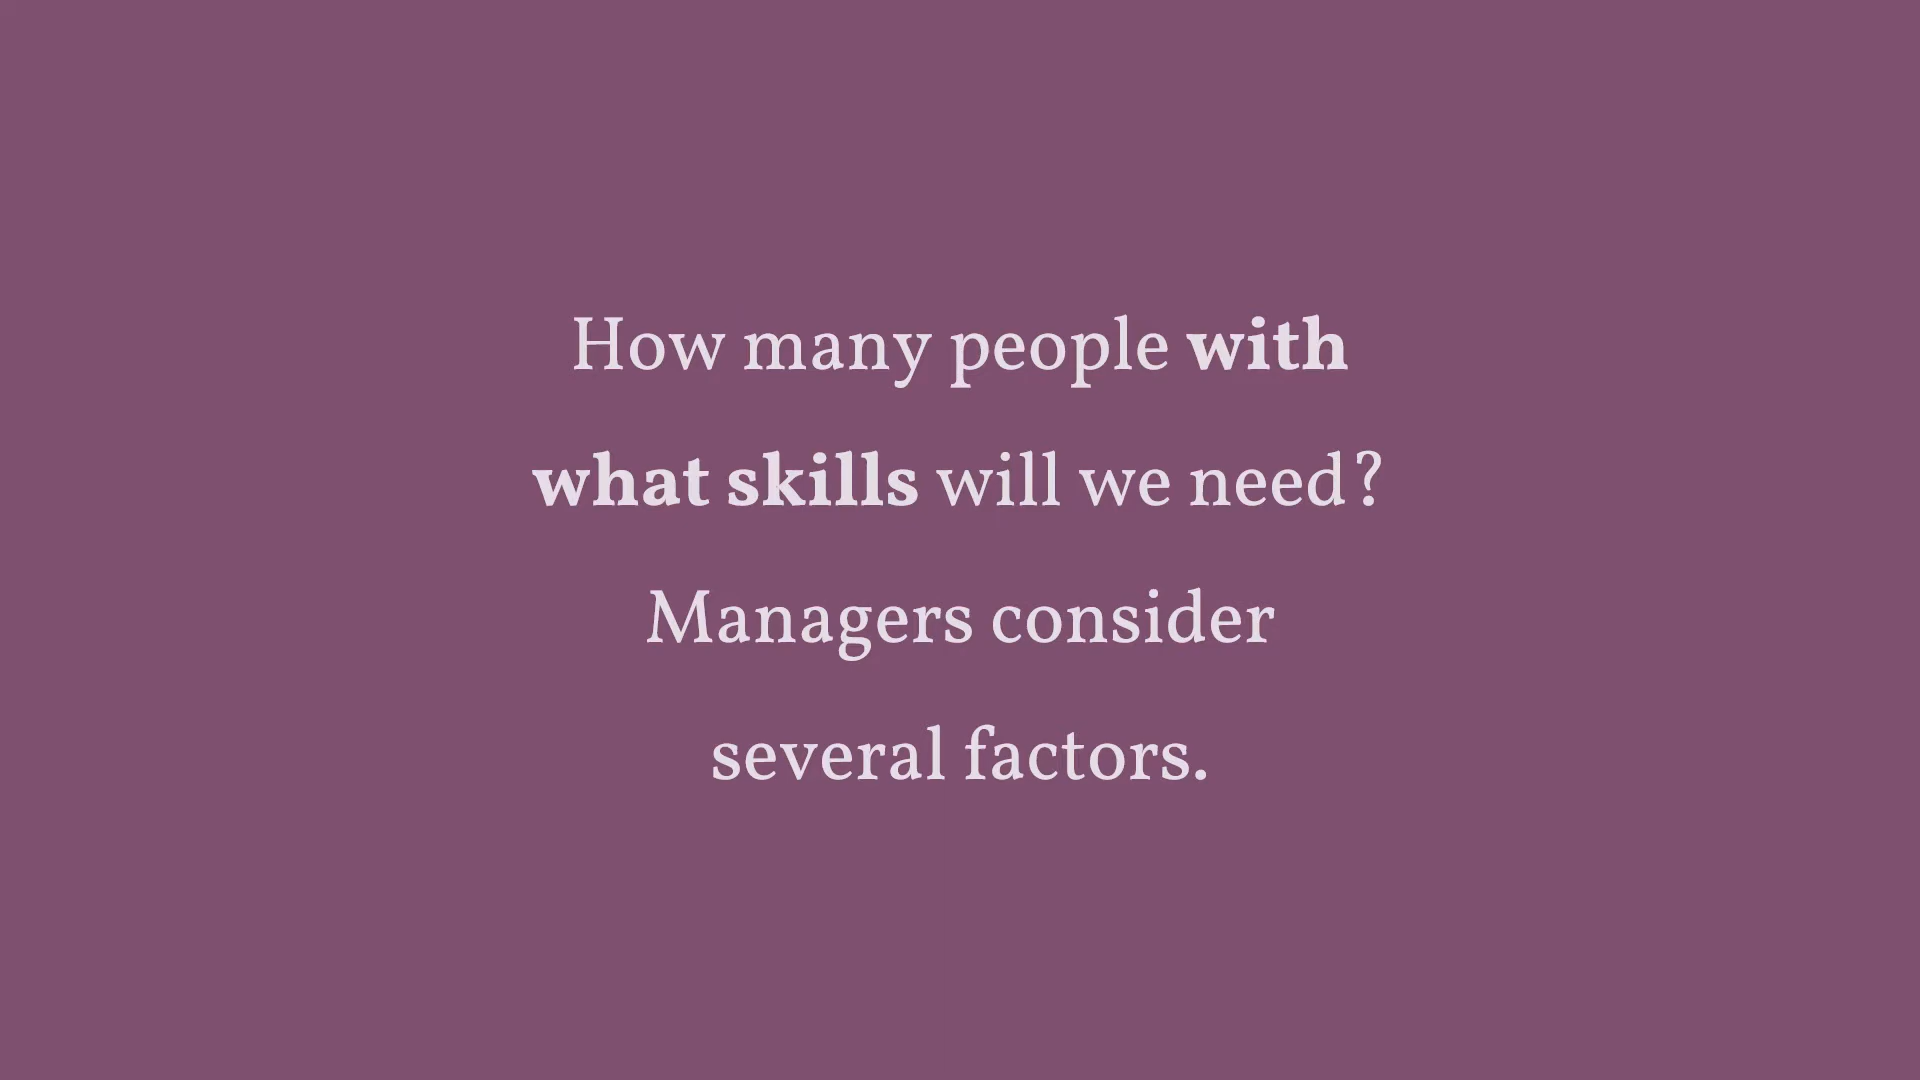 How many people with
what skills will we need?
Managers consider
several factors.